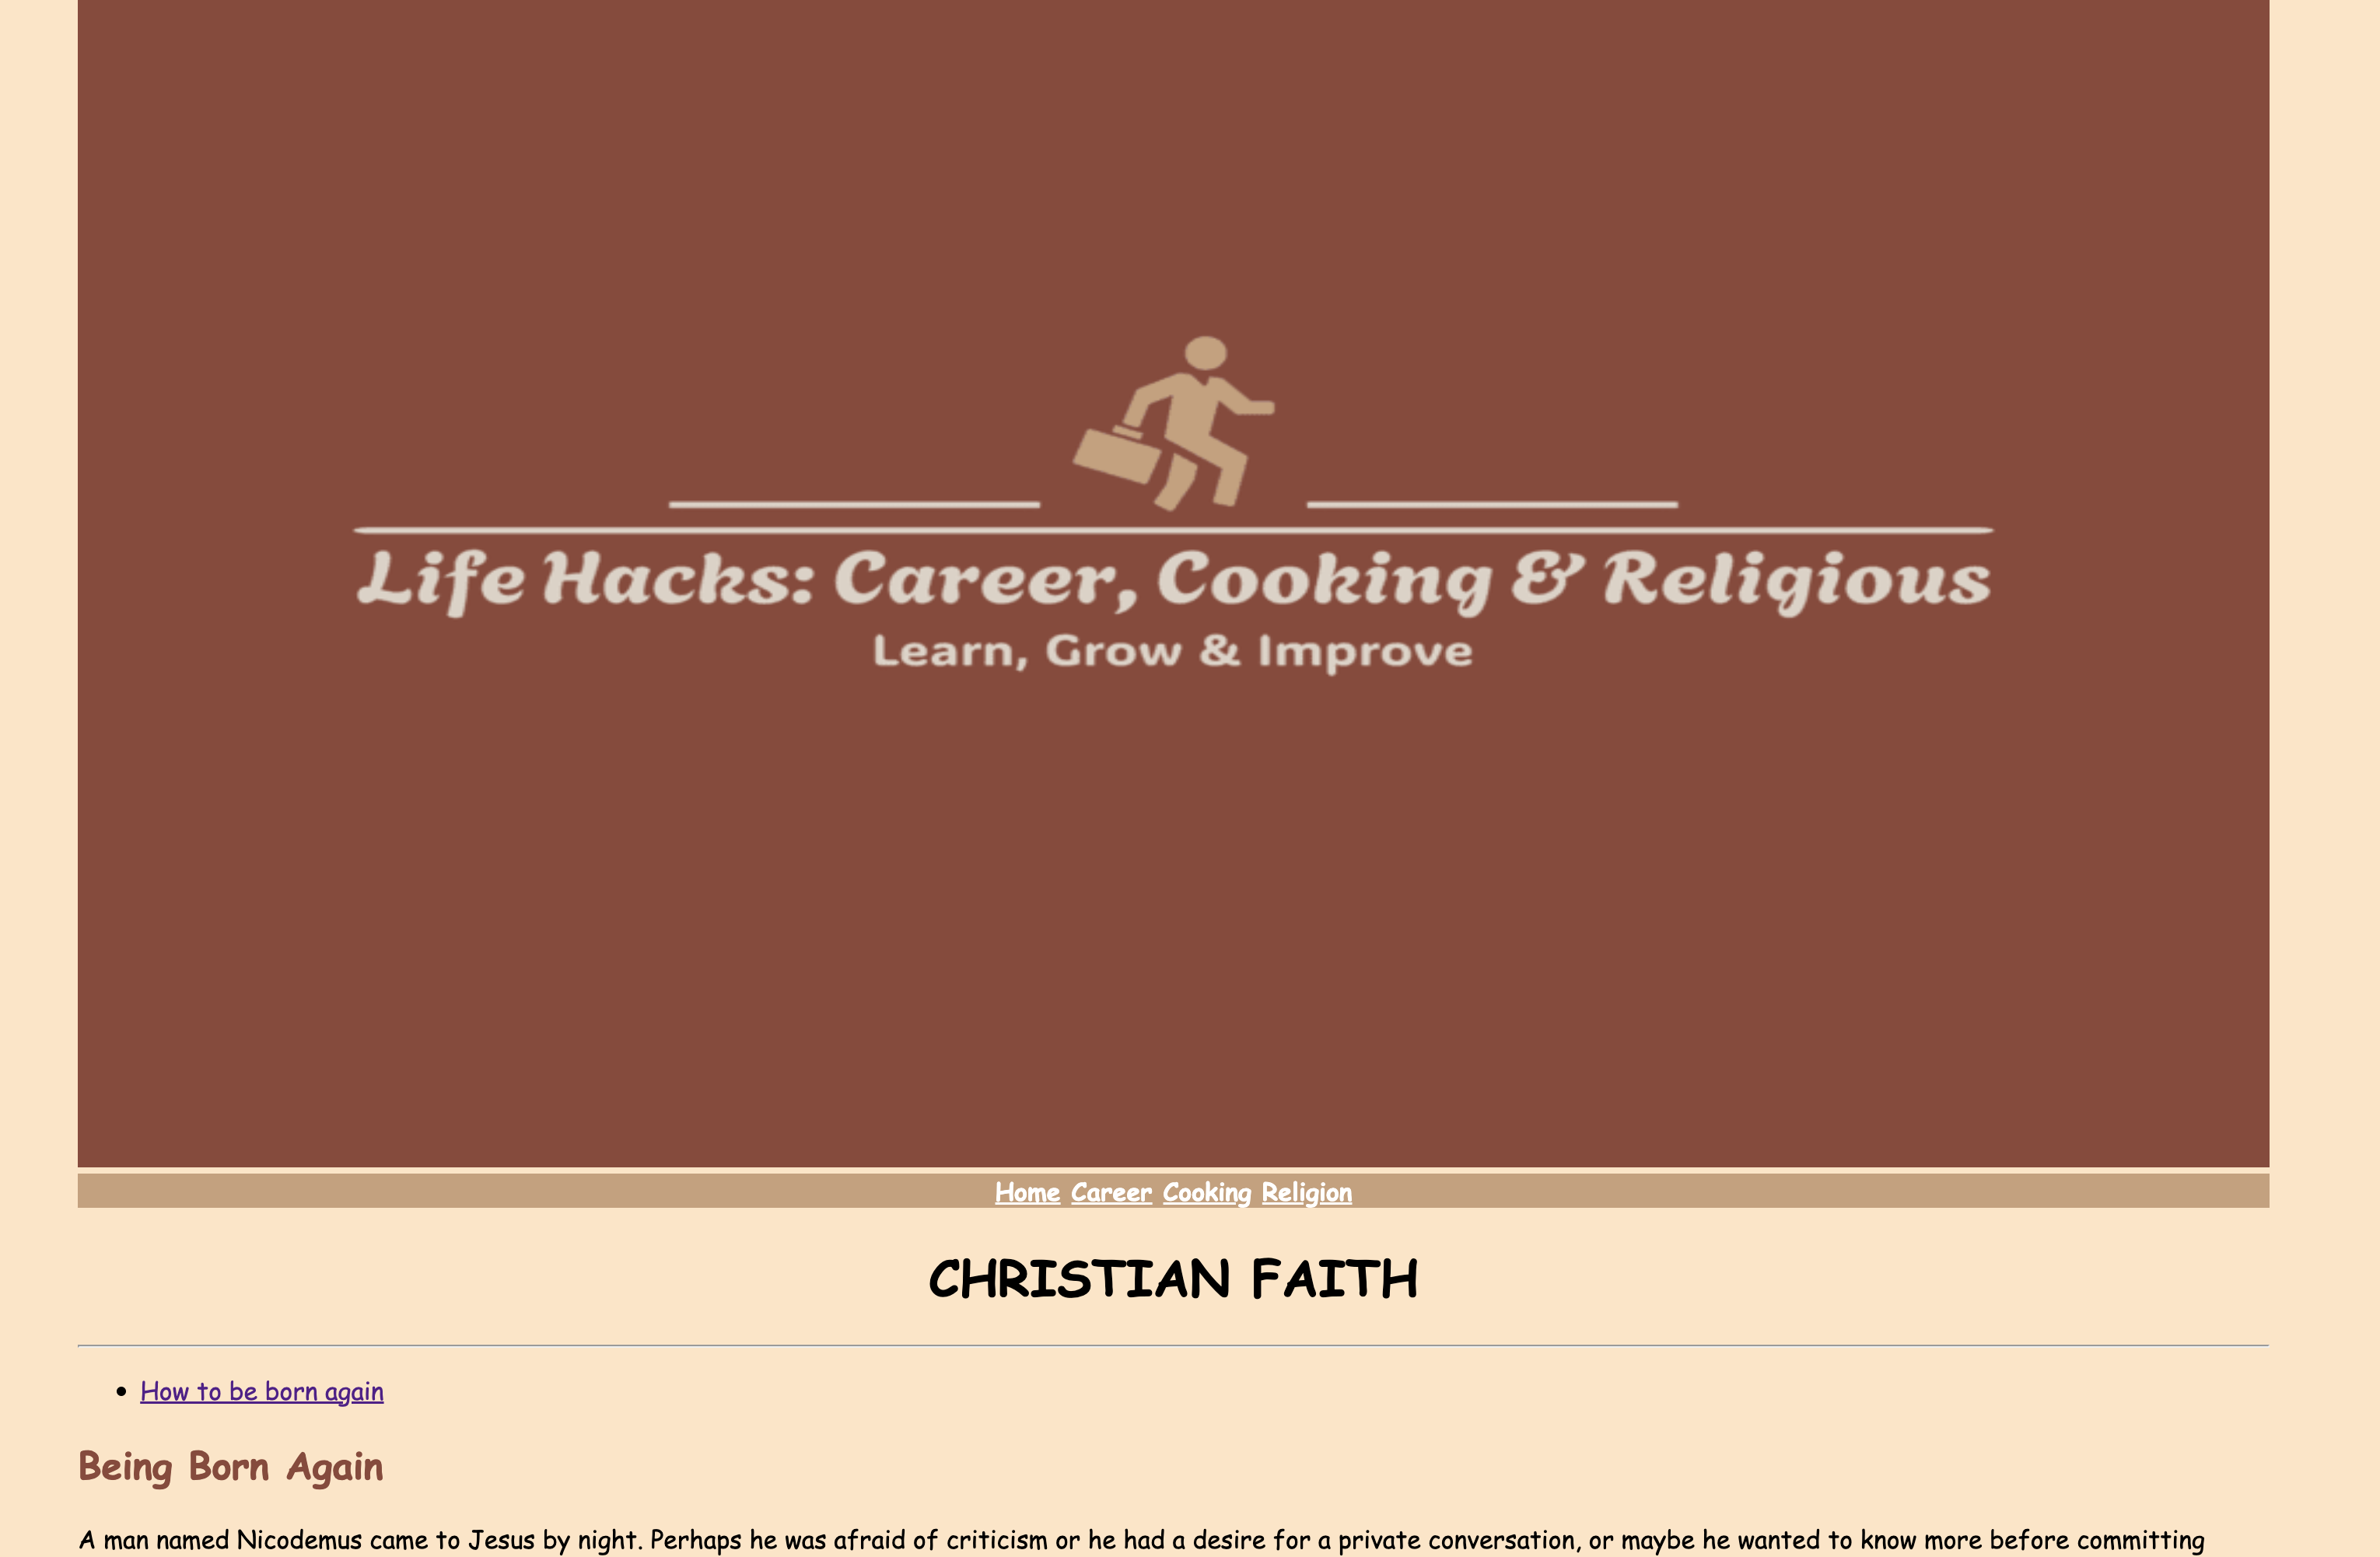 Life Hacks: Career, Cooking & Religious
Learn, Grow & Improve
Home Career Cooking Religion
CHRISTIAN FAITH
How to be born again
Being Born Again
A man named Nicodemus came to Jesus by night. Perhaps he was afraid of criticism or he had a desire for a private conversation, or maybe he wanted to know more before committing